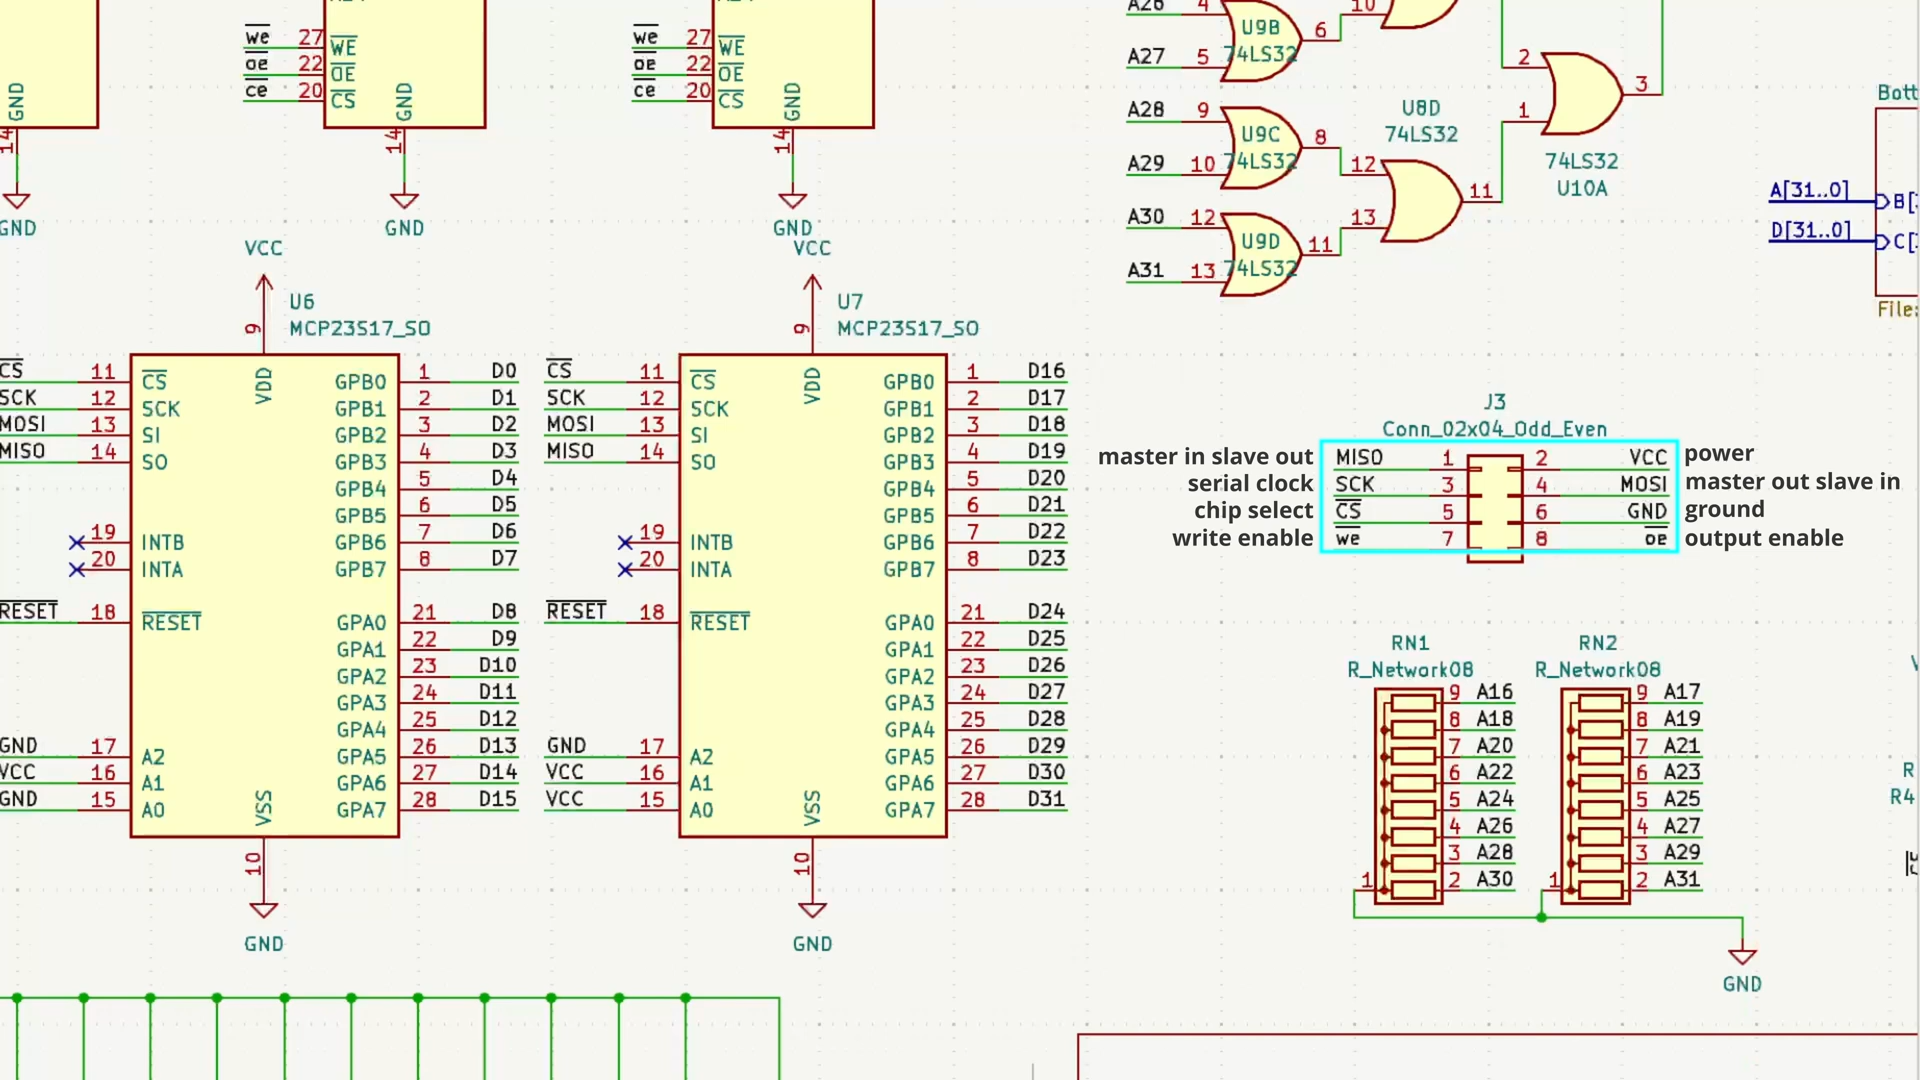 we 27 WE
oe 22 OE
ce 20 CS
GND
14
GND
GND
14
GND
we 27 WE
oe 22 OE
ce 20 CS
GND
14
GND
A26 4
A27 5
U9B
74LS32
6
10
A28 9
A29 10
U9C
74LS32
8
12
A30 12
A31 13
U9D
74LS32
11
13
U8D
74LS32
11
2
1
3
74LS32
U10A
Bott
A[31..0] B[
D[31..0] C[
File:
VCC
9
U6
MCP23S17_SO
VDD
CS 11 CS
SCK 12 SCK
MOSI 13 SI
MISO 14 SO
19 INTB
20 INTA
RESET 18 RESET
GND 17 A2
VCC 16 A1
GND 15 A0
GPB0 1 D0
GPB1 2 D1
GPB2 3 D2
GPB3 4 D3
GPB4 5 D4
GPB5 6 D5
GPB6 7 D6
GPB7 8 D7
GPA0 21 D8
GPA1 22 D9
GPA2 23 D10
GPA3 24 D11
GPA4 25 D12
GPA5 26 D13
GPA6 27 D14
GPA7 28 D15
VSS
10
GND
VCC
9
U7
MCP23S17_SO
VDD
CS 11 CS
SCK 12 SCK
MOSI 13 SI
MISO 14 SO
19 INTB
20 INTA
RESET 18 RESET
GND 17 A2
VCC 16 A1
VCC 15 A0
GPB0 1 D16
GPB1 2 D17
GPB2 3 D18
GPB3 4 D19
GPB4 5 D20
GPB5 6 D21
GPB6 7 D22
GPB7 8 D23
GPA0 21 D24
GPA1 22 D25
GPA2 23 D26
GPA3 24 D27
GPA4 25 D28
GPA5 26 D29
GPA6 27 D30
GPA7 28 D31
VSS
10
GND
J3
Conn_02x04_Odd_Even
master in slave out MISO 1 2 VCC power
serial clock SCK 3 4 MOSI master out slave in
chip select CS 5 6 GND ground
write enable we 7 8 oe output enable
RN1
R_Network08
9 A16
8 A18
7 A20
6 A22
5 A24
4 A26
3 A28
1 2 A30
RN2
R_Network08
9 A17
8 A19
7 A21
6 A23
5 A25
4 A27
3 A29
1 2 A31
GND
R
R4